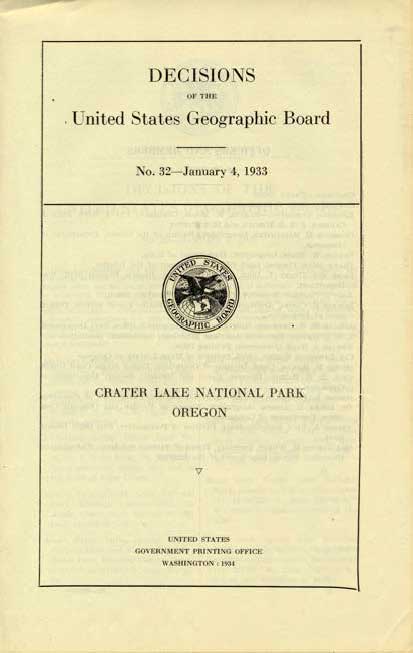 DECISIONS
OF THE
United States Geographic Board
No. 32—January 4, 1933
UNITED STATES
GEOGRAPHIC BOARD
CRATER LAKE NATIONAL PARK
OREGON
UNITED STATES
GOVERNMENT PRINTING OFFICE
WASHINGTON : 1934